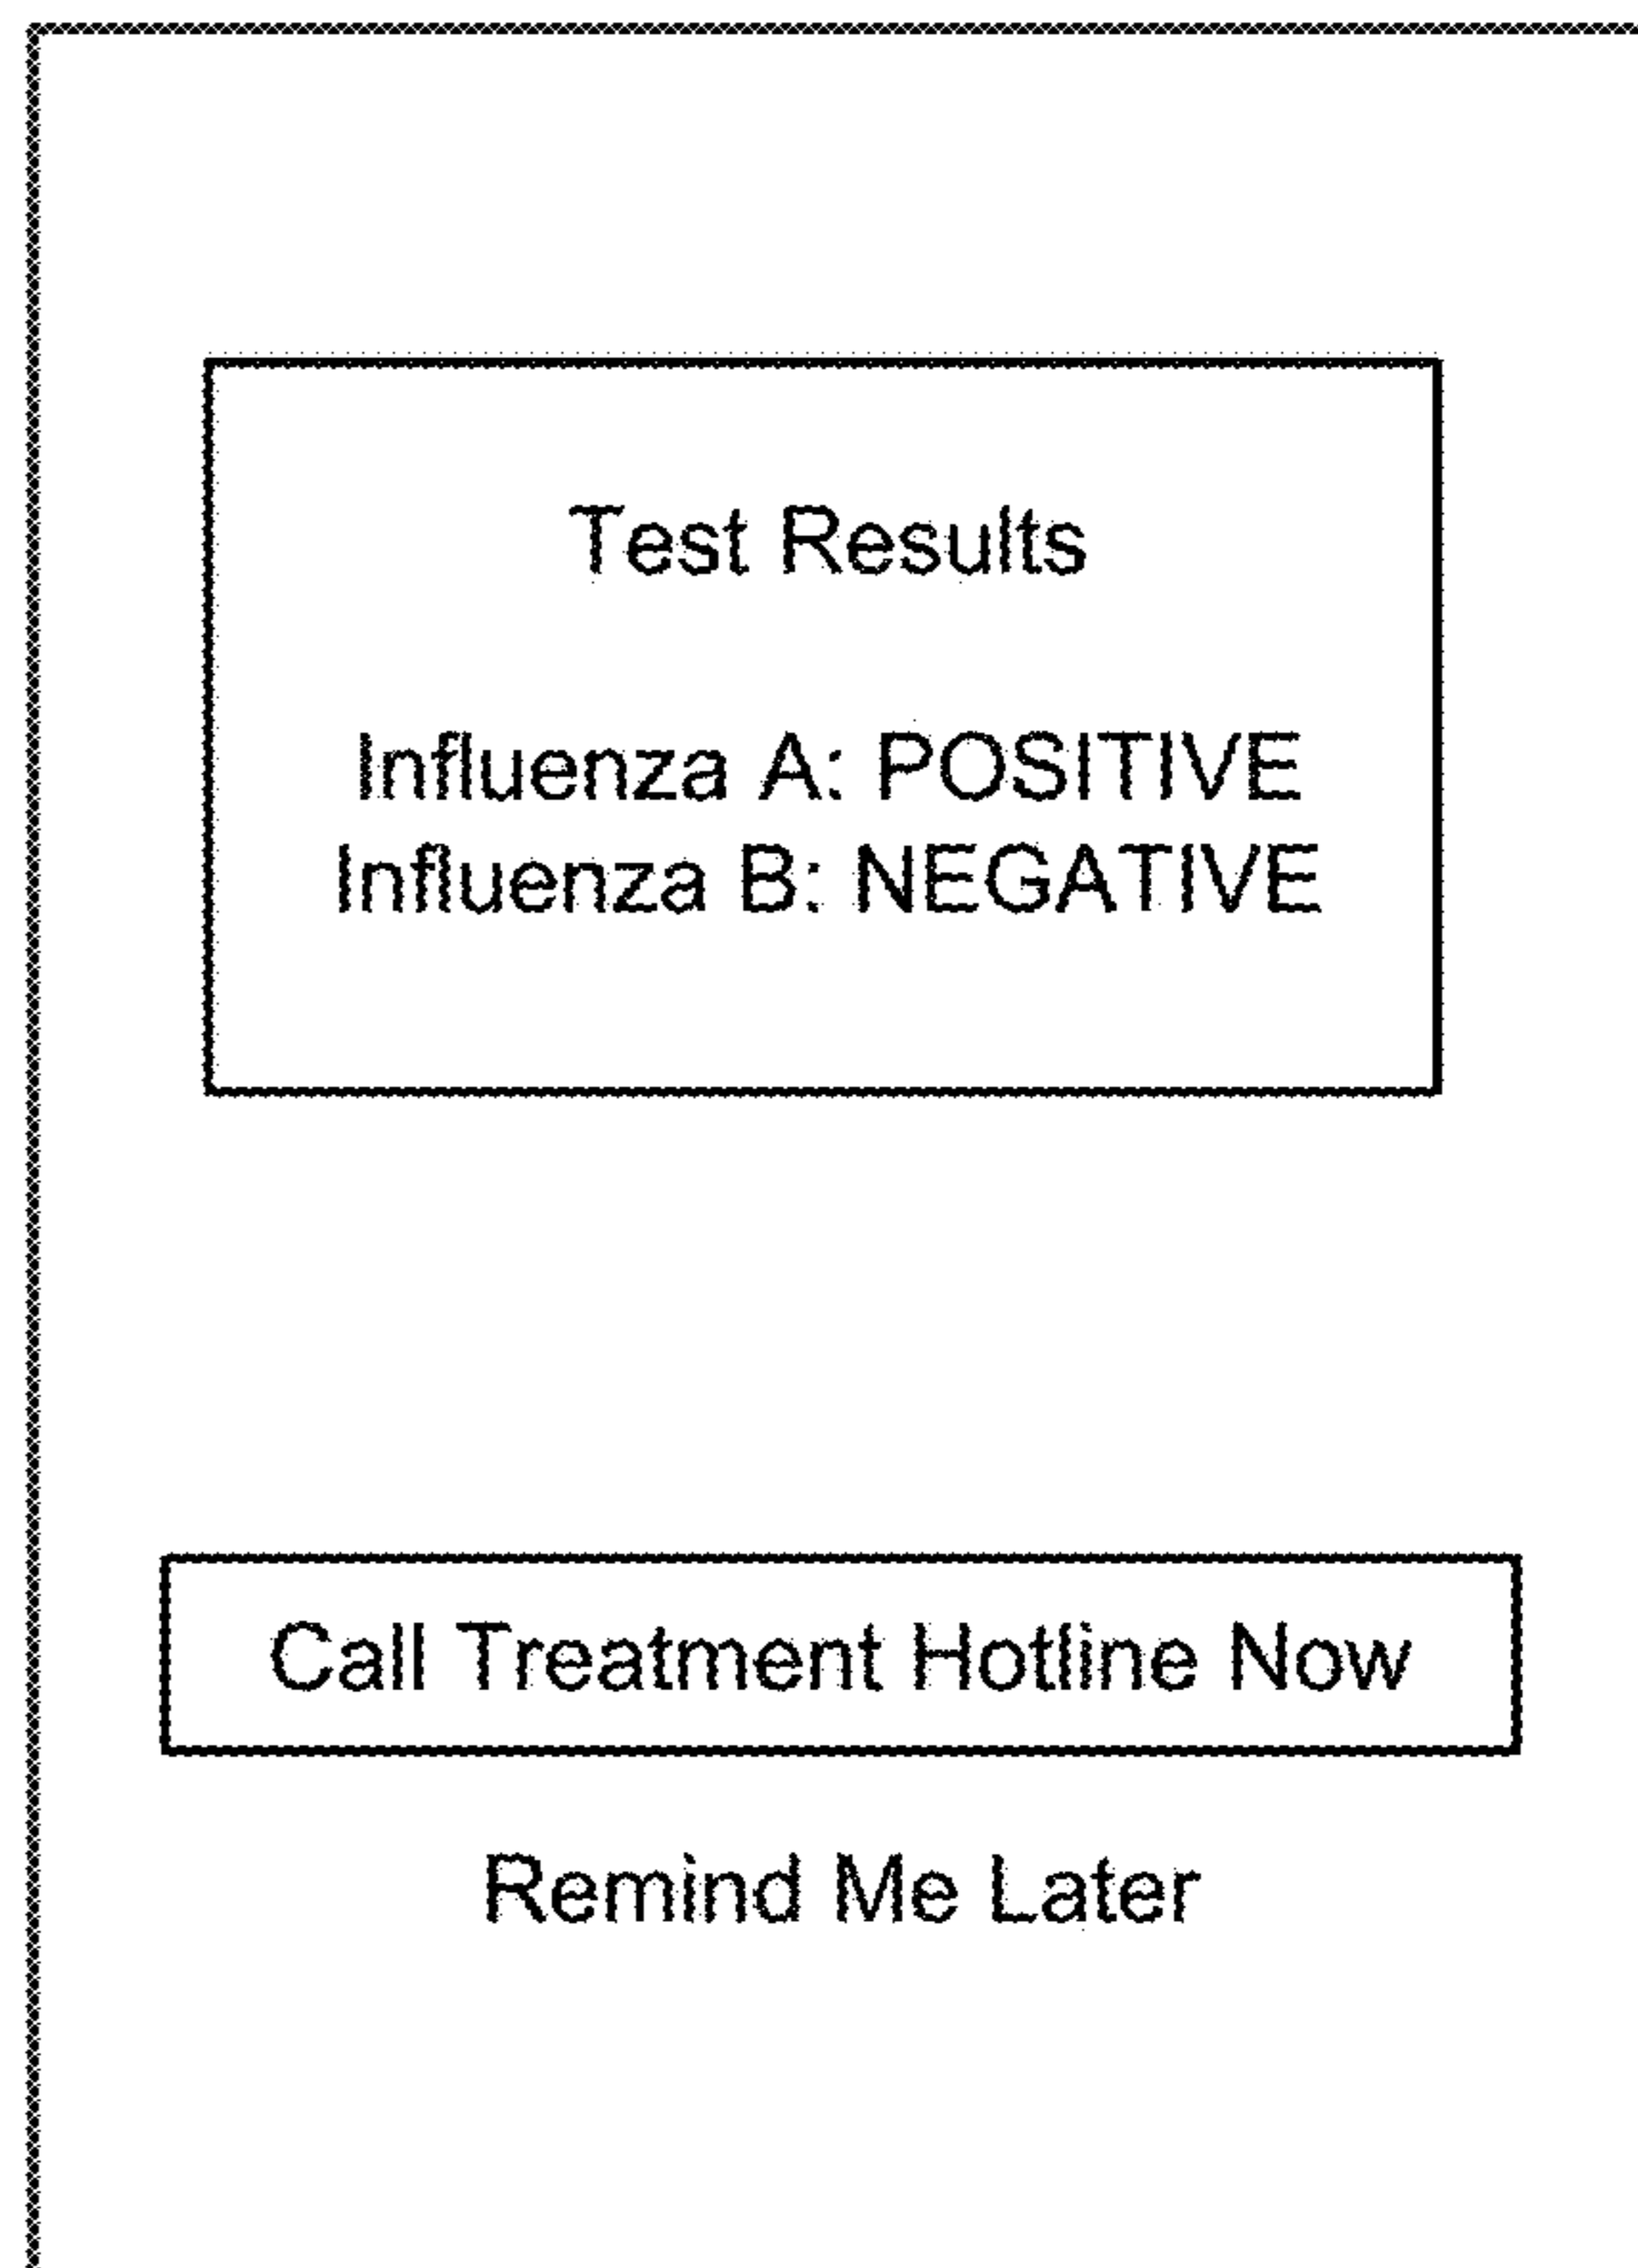 Test Results
Influenza A: POSITIVE
Influenza B: NEGATIVE
Call Treatment Hotline Now
Remind Me Later